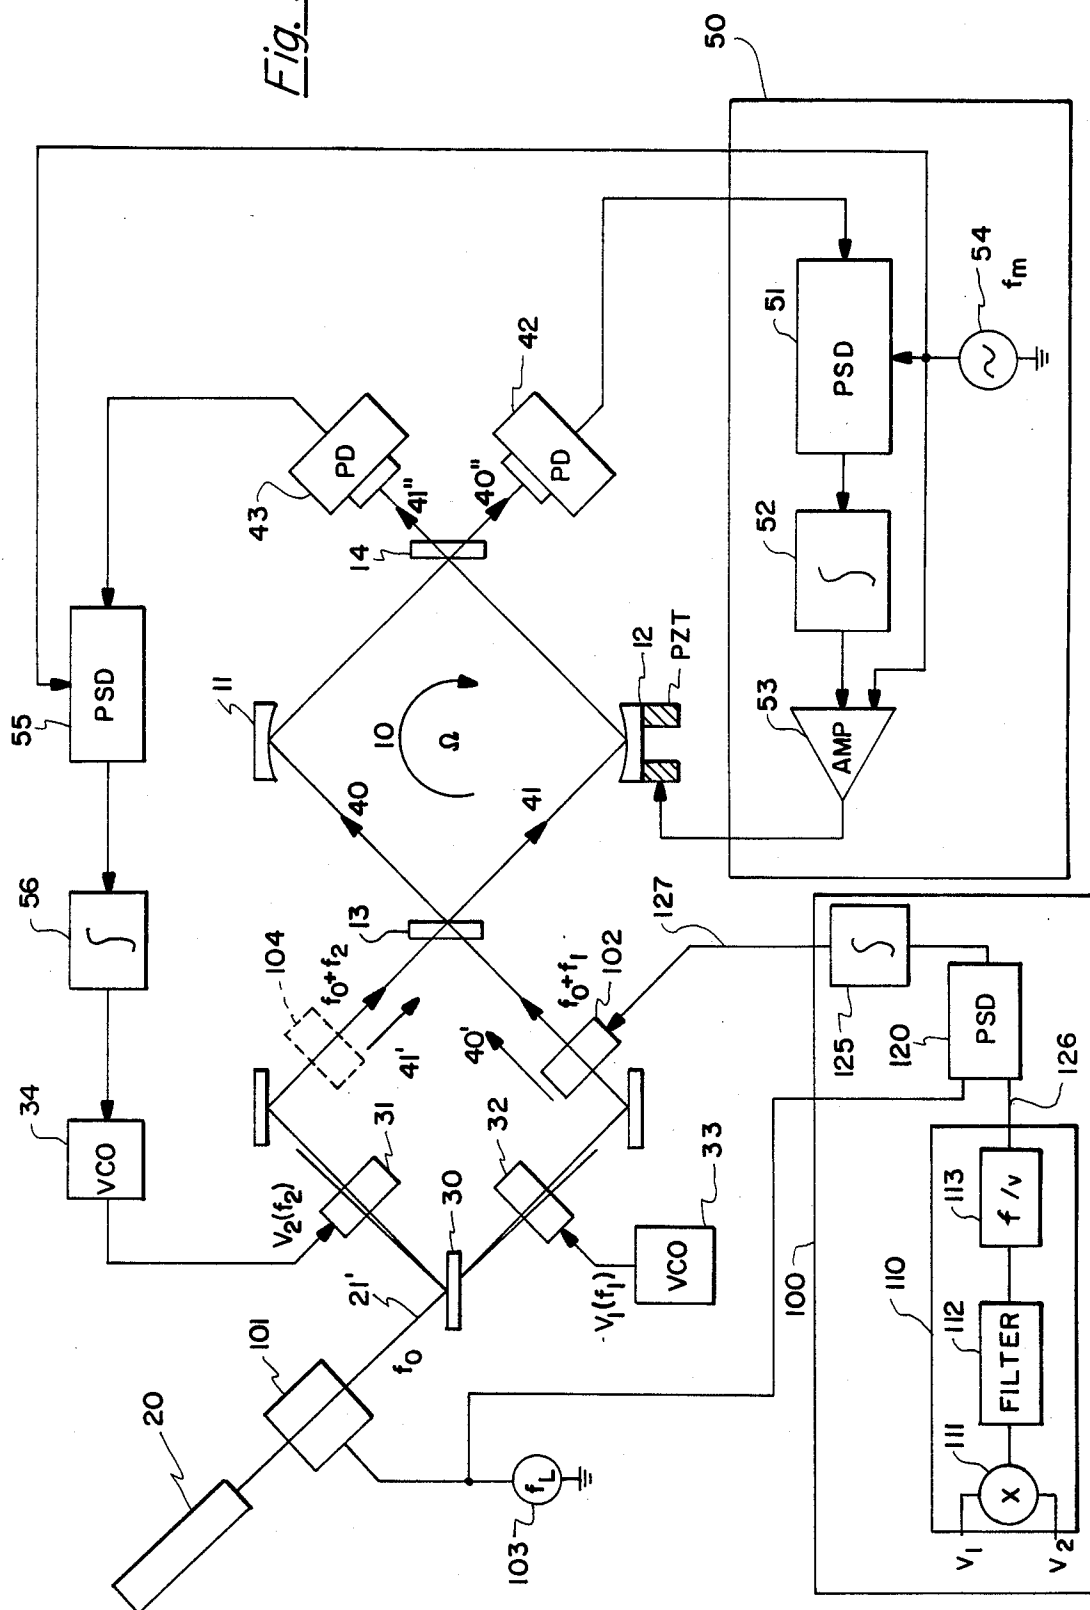 Fig.
50
55
PSD
43
PD
41"
42
PD
40"
14
51
PSD
54
fm
52
∫
53
AMP
56
∫
34
VCO
11
10
Ω
12
PZT
40
41
13
104
f0+f2
41'
40'
f0+f1
102
127
125
∫
120
PSD
126
V2(f2)
31
32
30
21'
f0
V1(f1)
VCO
33
101
20
fL
103
100
110
113
f/v
112
FILTER
111
X
V1
V2